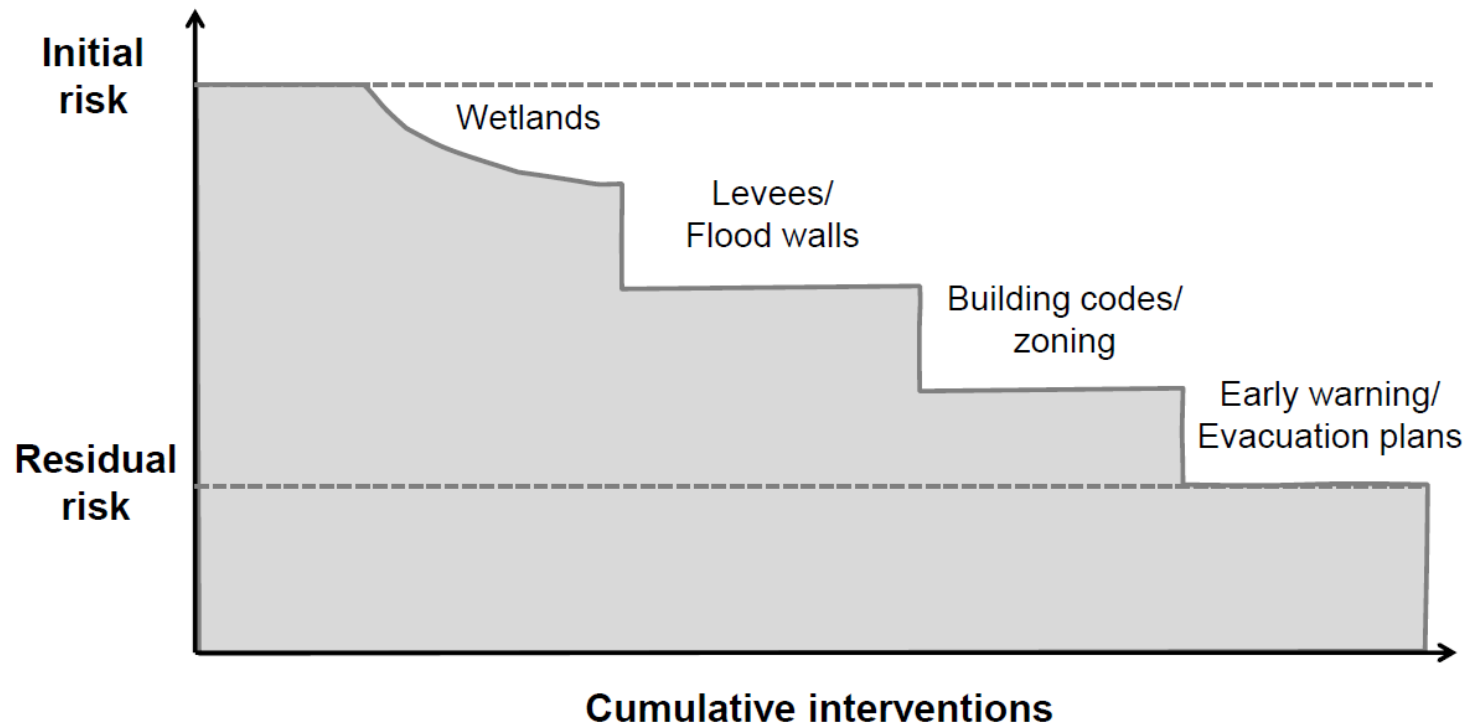 Initial
risk
Wetlands
Levees/
Flood walls
Building codes/
zoning
Early warning/
Evacuation plans
Residual
risk
Cumulative interventions